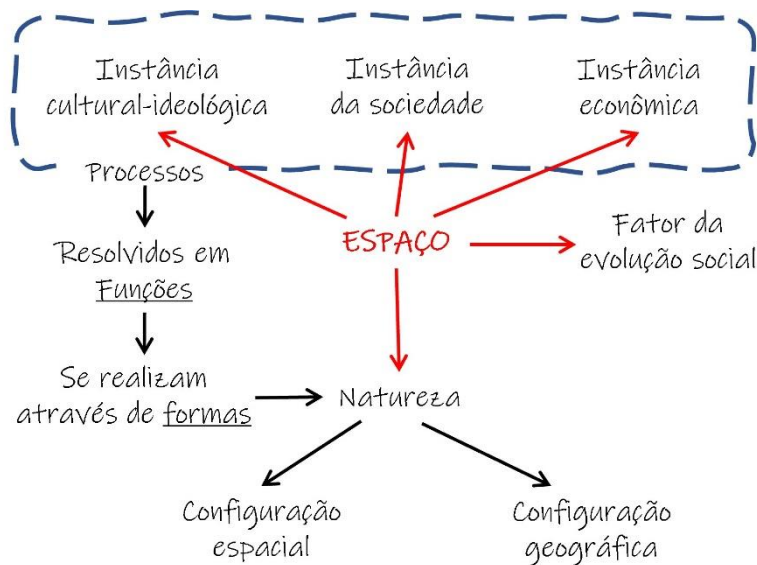 Instância
cultural-ideológica
Instância
da sociedade
Instância
econômica
Processos
ESPAÇO
Fator da
evolução social
Resolvidos em
Funções
Se realizam
através de formas
Natureza
Configuração
espacial
Configuração
geográfica